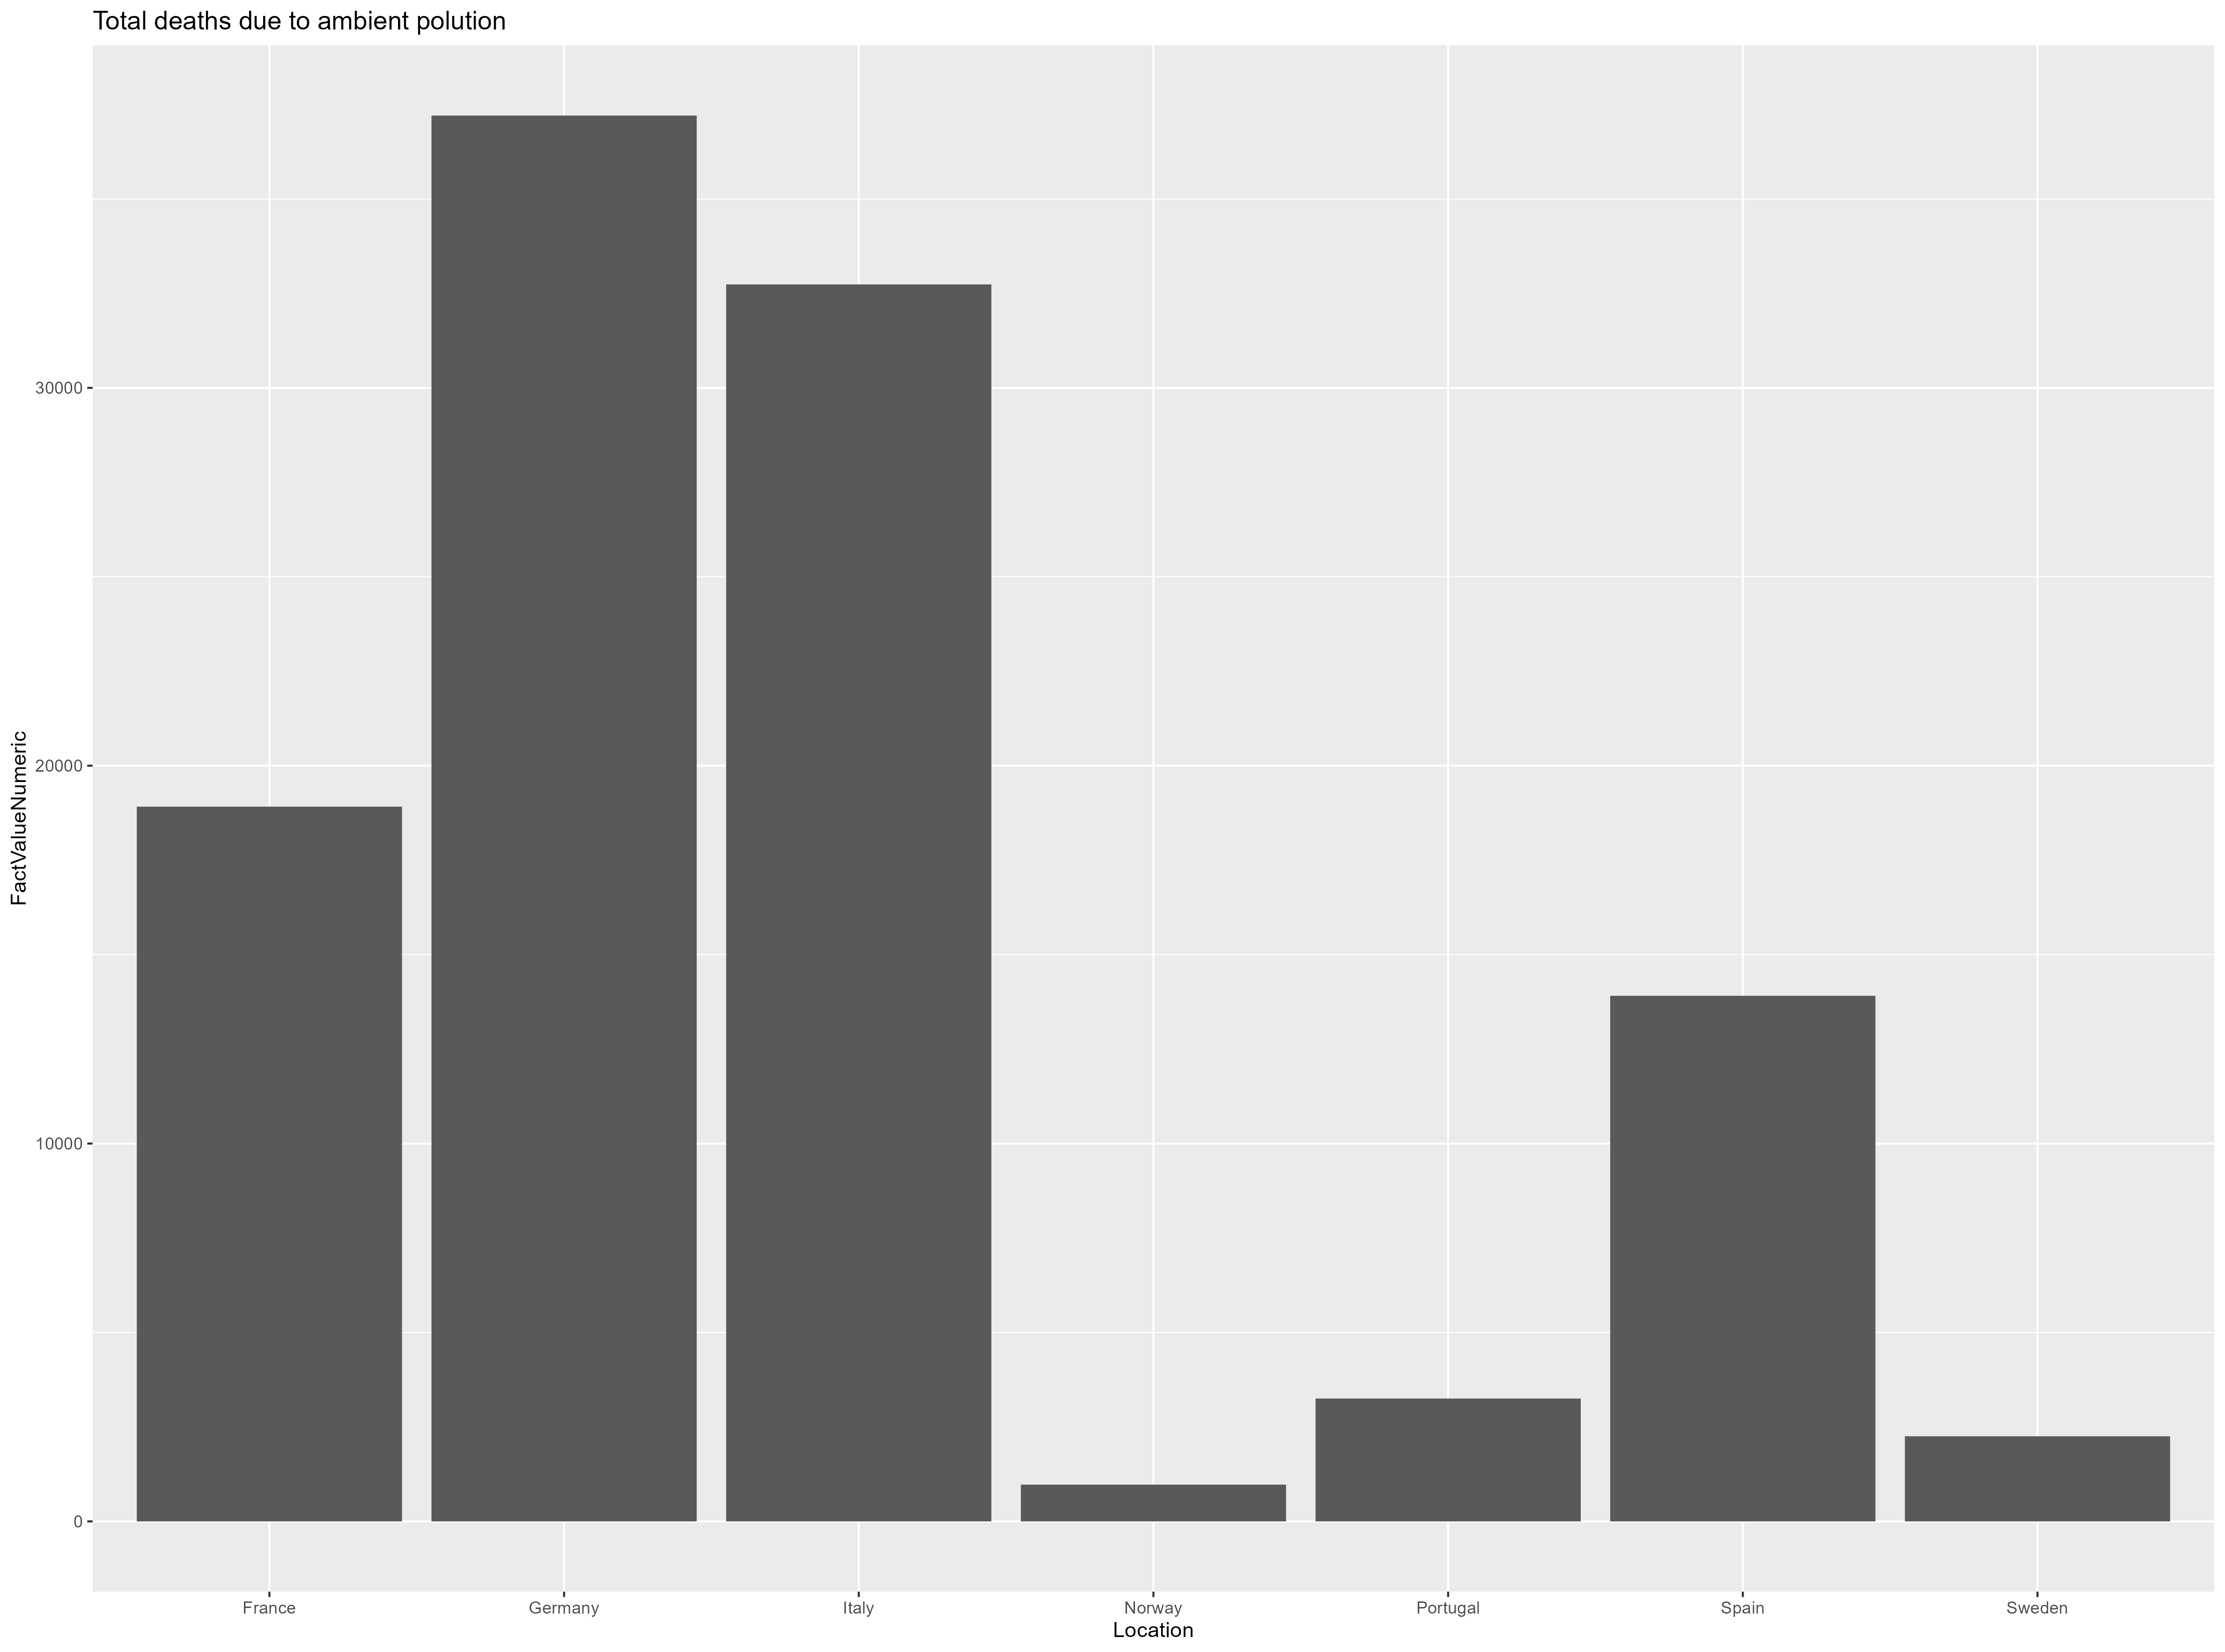 Total deaths due to ambient polution
FactValueNumeric
30000
20000
10000
0
France Germany Italy Norway Portugal Spain Sweden
Location